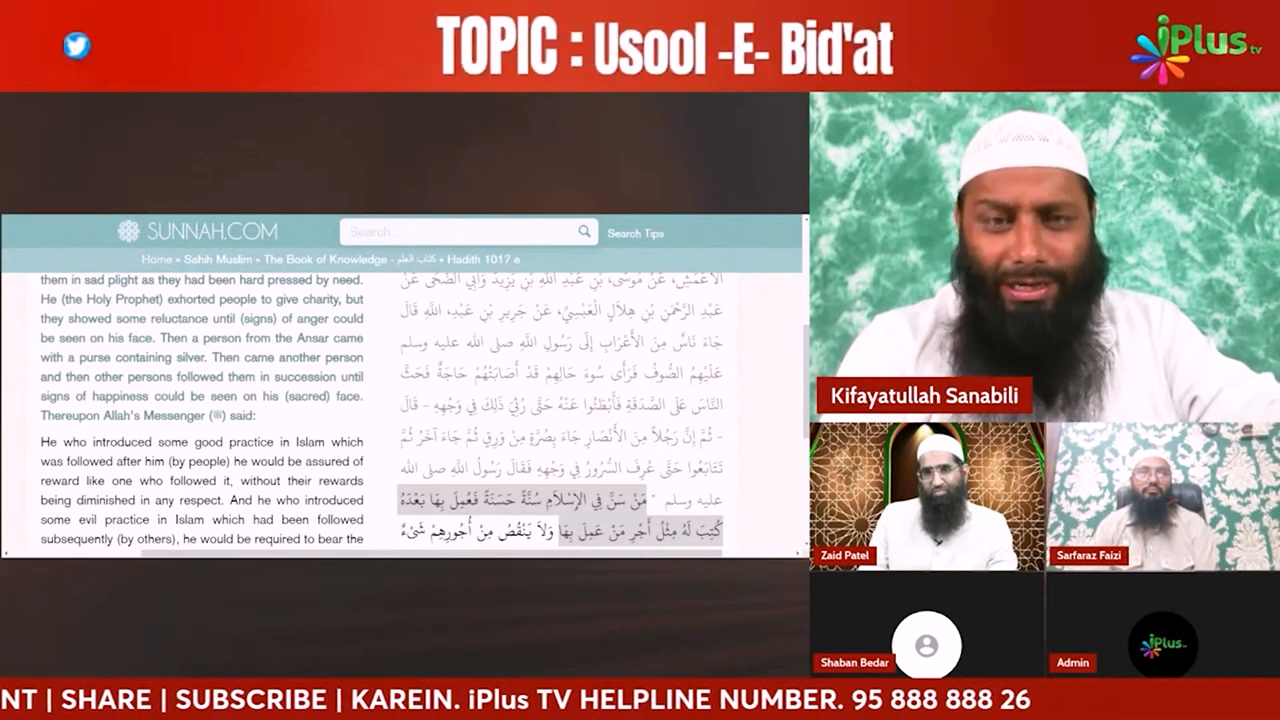 TOPIC : Usool -E- Bid'at
iPlus tv
SUNNAH.COM
Search ...
Search Tips
Home » Sahih Muslim » The Book of Knowledge - كتاب العلم » Hadith 1017 e
them in sad plight as they had been hard pressed by need.
He (the Holy Prophet) exhorted people to give charity, but
they showed some reluctance until (signs) of anger could
be seen on his face. Then a person from the Ansar came
with a purse containing silver. Then came another person
and then other persons followed them in succession until
signs of happiness could be seen on his (sacred) face.
Thereupon Allah's Messenger (ﷺ) said:
He who introduced some good practice in Islam which
was followed after him (by people) he would be assured of
reward like one who followed it, without their rewards
being diminished in any respect. And he who introduced
some evil practice in Islam which had been followed
subsequently (by others), he would be required to bear the
الأَعْمَشِ، عَنْ مُوسَى، بْنِ عَبْدِ اللَّهِ بْنِ يَزِيدَ وَأَبِي الضُّحَى عَنْ
عَبْدِ الرَّحْمَنِ بْنِ هِلاَلٍ الْعَبْسِيِّ، عَنْ جَرِيرِ بْنِ عَبْدِ، اللَّهِ قَالَ
جَاءَ نَاسٌ مِنَ الأَعْرَابِ إِلَى رَسُولِ اللَّهِ صلى الله عليه وسلم
عَلَيْهِمُ الصُّوفُ فَرَأَى سُوءَ حَالِهِمْ قَدْ أَصَابَتْهُمْ حَاجَةٌ فَحَثَّ
النَّاسَ عَلَى الصَّدَقَةِ فَأَبْطَئُوا عَنْهُ حَتَّى رُئِيَ ذَلِكَ فِي وَجْهِهِ - قَالَ
- ثُمَّ إِنَّ رَجُلاً مِنَ الأَنْصَارِ جَاءَ بِصُرَّةٍ مِنْ وَرِقٍ ثُمَّ جَاءَ آخَرُ ثُمَّ
تَتَابَعُوا حَتَّى عُرِفَ السُّرُورُ فِي وَجْهِهِ فَقَالَ رَسُولُ اللَّهِ صلى الله
عليه وسلم " مَنْ سَنَّ فِي الإِسْلاَمِ سُنَّةً حَسَنَةً فَعُمِلَ بِهَا بَعْدَهُ
كُتِبَ لَهُ مِثْلُ أَجْرِ مَنْ عَمِلَ بِهَا وَلاَ يَنْقُصُ مِنْ أُجُورِهِمْ شَىْءٌ
Kifayatullah Sanabili
Zaid Patel
Sarfaraz Faizi
Shaban Bedar
Admin
iPlus
NT | SHARE | SUBSCRIBE | KAREIN. iPlus TV HELPLINE NUMBER. 95 888 888 26